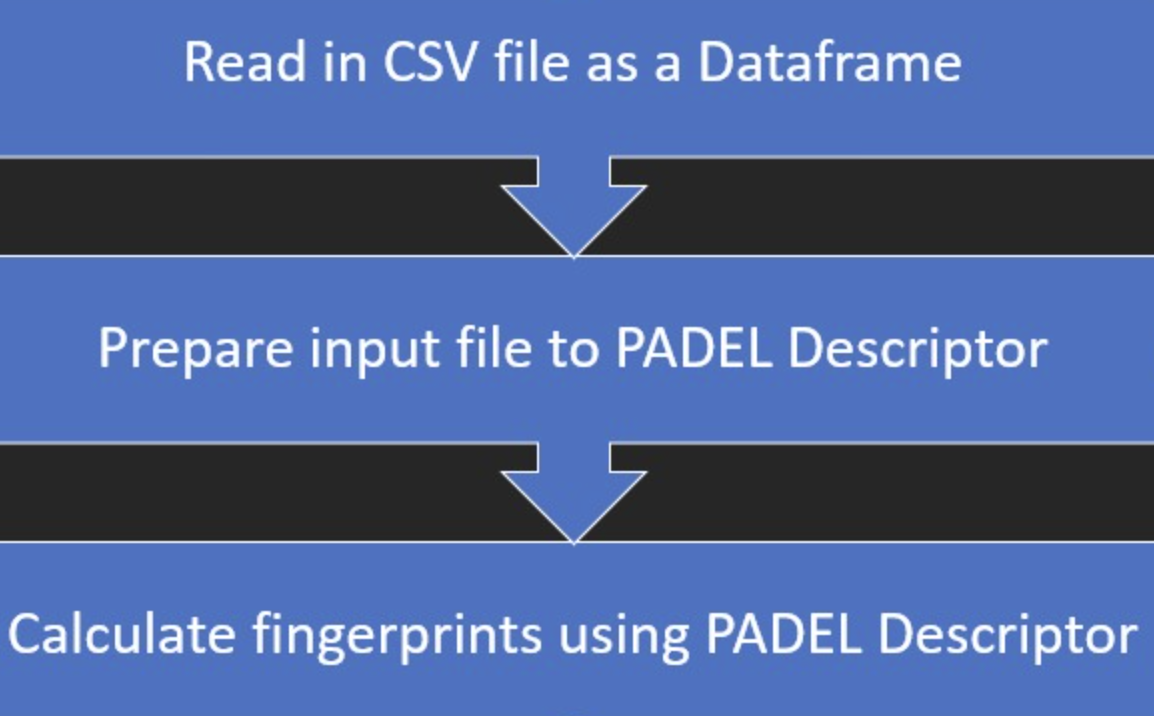 Read in CSV file as a Dataframe
Prepare input file to PADEL Descriptor
Calculate fingerprints using PADEL Descriptor